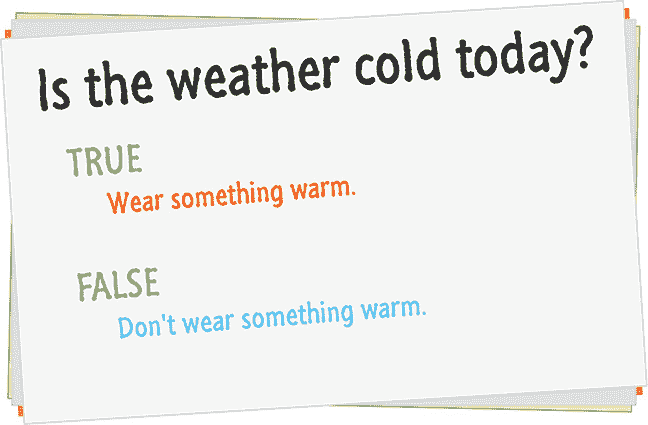 Is the weather cold today?
TRUE
Wear something warm.
FALSE
Don't wear something warm.